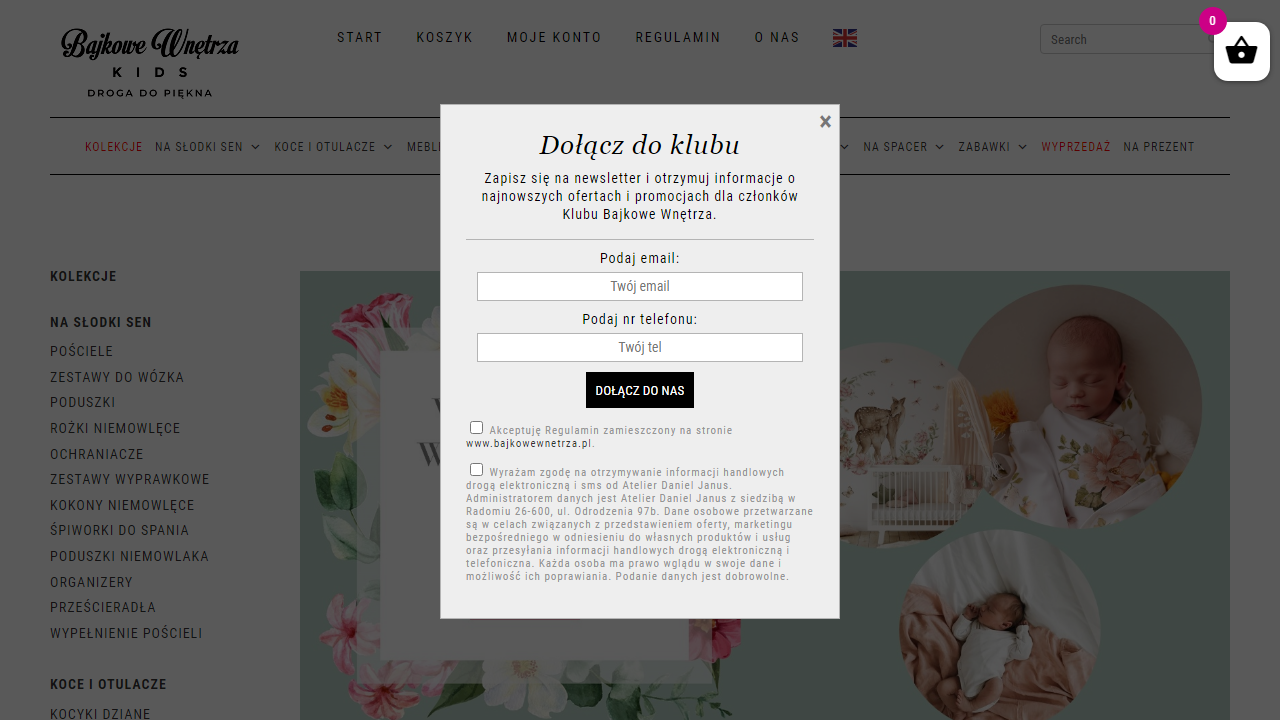 Bajkowe Wnętrza
KIDS
DROGA DO PIĘKNA
START KOSZYK MOJE KONTO REGULAMIN O NAS
Search
0
KOLEKCJE NA SŁODKI SEN KOCE I OTULACZE NA SPACER ZABAWKI WYPRZEDAŻ NA PREZENT
×
Dołącz do klubu
Zapisz się na newsletter i otrzymuj informacje o
najnowszych ofertach i promocjach dla członków
Klubu Bajkowe Wnętrza.
Podaj email:
Twój email
Podaj nr telefonu:
Twój tel
DOŁĄCZ DO NAS
Akceptuję Regulamin zamieszczony na stronie
www.bajkowewnetrza.pl.
Wyrażam zgodę na otrzymywanie informacji handlowych
drogą elektroniczną i sms od Atelier Daniel Janus.
Administratorem danych jest Atelier Daniel Janus z siedzibą w
Radomiu 26-600, ul. Odrodzenia 97b. Dane osobowe przetwarzane
są w celach związanych z przedstawieniem oferty, marketingu
bezpośredniego w odniesieniu do własnych produktów i usług
oraz przesyłania informacji handlowych drogą elektroniczną i
telefoniczna. Każda osoba ma prawo wglądu w swoje dane i
możliwość ich poprawiania. Podanie danych jest dobrowolne.
KOLEKCJE
NA SŁODKI SEN
POŚCIELE
ZESTAWY DO WÓZKA
PODUSZKI
ROŻKI NIEMOWLĘCE
OCHRANIACZE
ZESTAWY WYPRAWKOWE
KOKONY NIEMOWLĘCE
ŚPIWORKI DO SPANIA
PODUSZKI NIEMOWLAKA
ORGANIZERY
PRZEŚCIERADŁA
WYPEŁNIENIE POŚCIELI
KOCE I OTULACZE
KOCYKI DZIANE